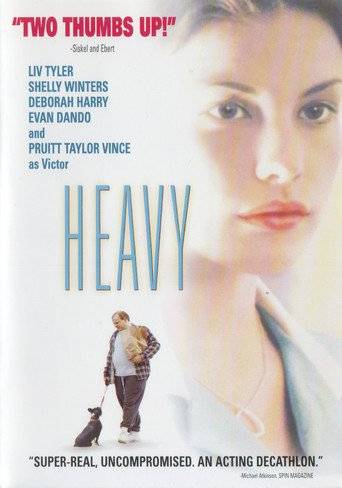 "TWO THUMBS UP!"
-Siskel and Ebert
LIV TYLER
SHELLY WINTERS
DEBORAH HARRY
EVAN DANDO
and
PRUITT TAYLOR VINCE
as Victor
HEAVY
"SUPER-REAL, UNCOMPROMISED. AN ACTING DECATHLON."
-Michael Atkinson, SPIN MAGAZINE